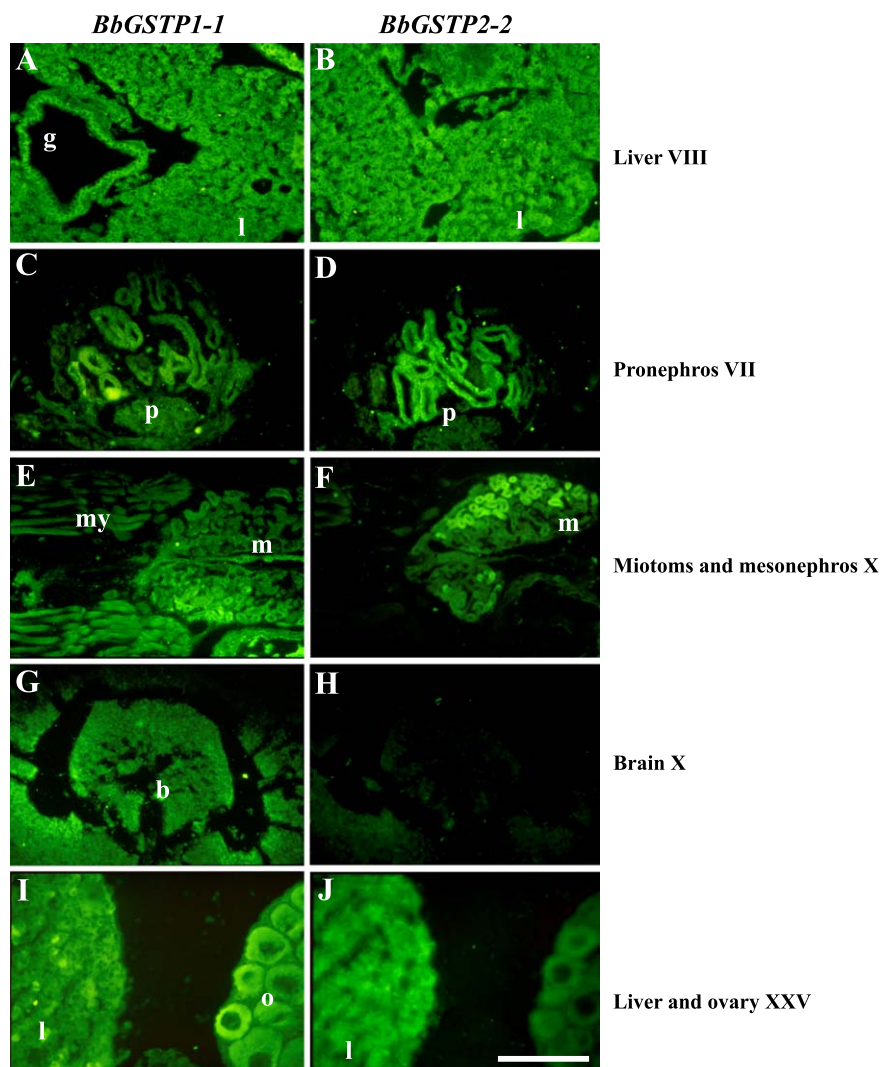 BbGSTP1-1 BbGSTP2-2
A B
g
l l
Liver VIII
C D
p p
Pronephros VII
E F
my
m m
Miotoms and mesonephros X
G H
b
Brain X
I J
o
l l
Liver and ovary XXV